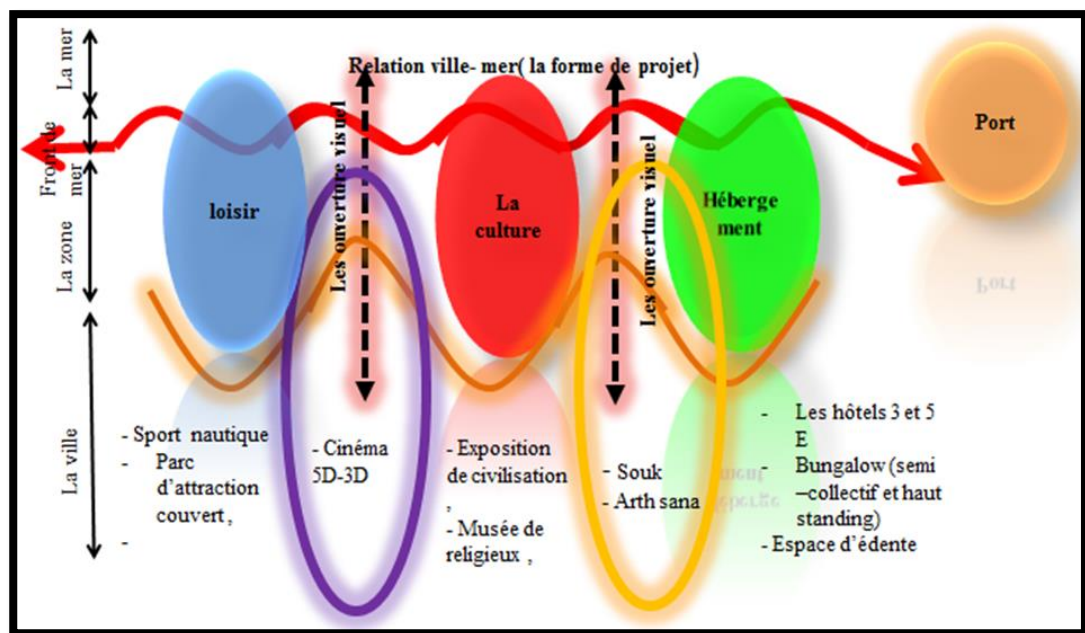 Relation ville- mer( la forme de projet)
La mer
Front de
mer
La zone
La ville
loisir
Les ouverture visuel
La
culture
Les ouverture visuel
Héberge
ment
Port
Port
- Sport nautique
- Parc
d'attraction
couvert ,
-
- Cinéma
5D-3D
- Exposition
de civilisation
,
- Musée de
religieux ,
- Souk
- Arth sana
Héberge
ment
- Les hôtels 3 et 5
E
- Bungalow (semi
–collectif et haut
standing)
- Espace d'édente